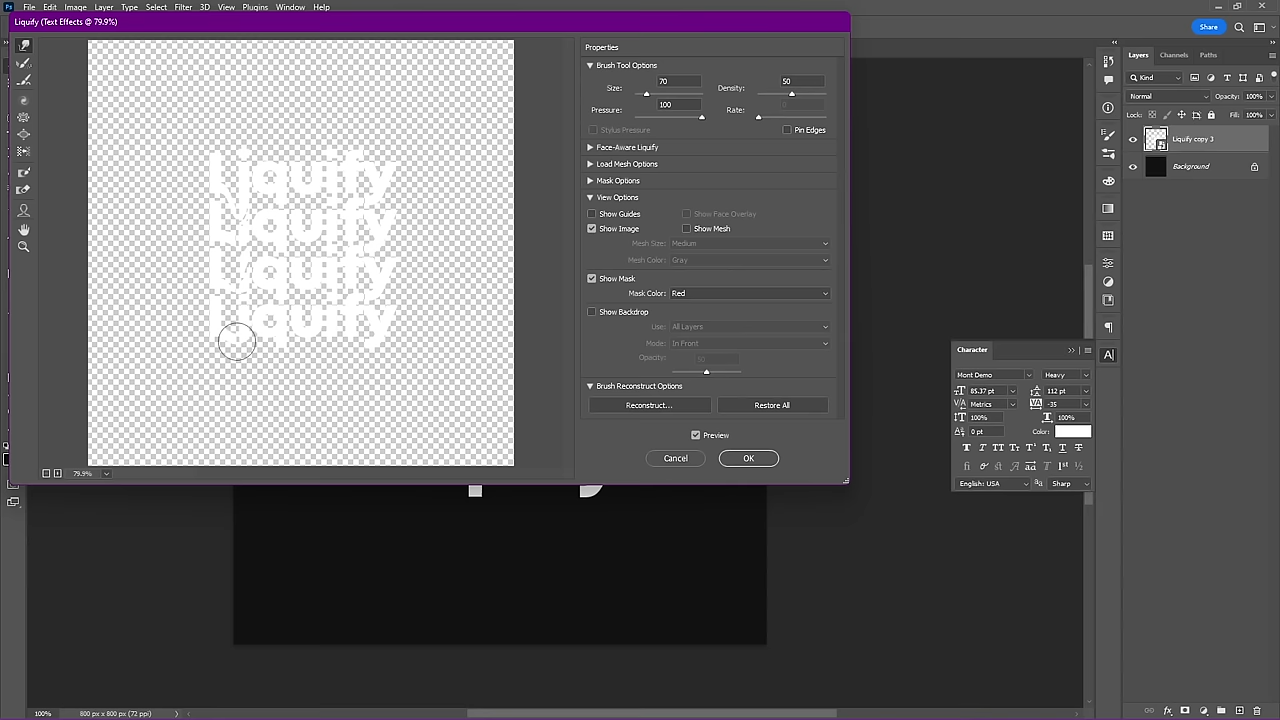 Ps File Edit Image Layer Type Select Filter 3D View Plugins Window Help
Share
Liquify (Text Effects @ 79.9%)
Liquify
Liquify
Liquify
Liquify
79.9%
Properties
Brush Tool Options
Size: 70 Density: 50
Pressure: 100 Rate: 0
Stylus Pressure Pin Edges
Face-Aware Liquify
Load Mesh Options
Mask Options
View Options
Show Guides Show Face Overlay
Show Image Show Mesh
Mesh Size: Medium
Mesh Color: Gray
Show Mask
Mask Color: Red
Show Backdrop
Use: All Layers
Mode: In Front
Opacity: 50
Brush Reconstruct Options
Reconstruct... Restore All
Preview
Cancel OK
Layers Channels Paths
Kind
Normal Opacity: 100%
Lock: Fill: 100%
Liquify copy 3
Background
Character
Mont Demo Heavy
85.37 pt 112 pt
Metrics -35
100% 100%
0 pt Color:
English: USA Sharp
100% 800 px x 800 px (72 ppi)